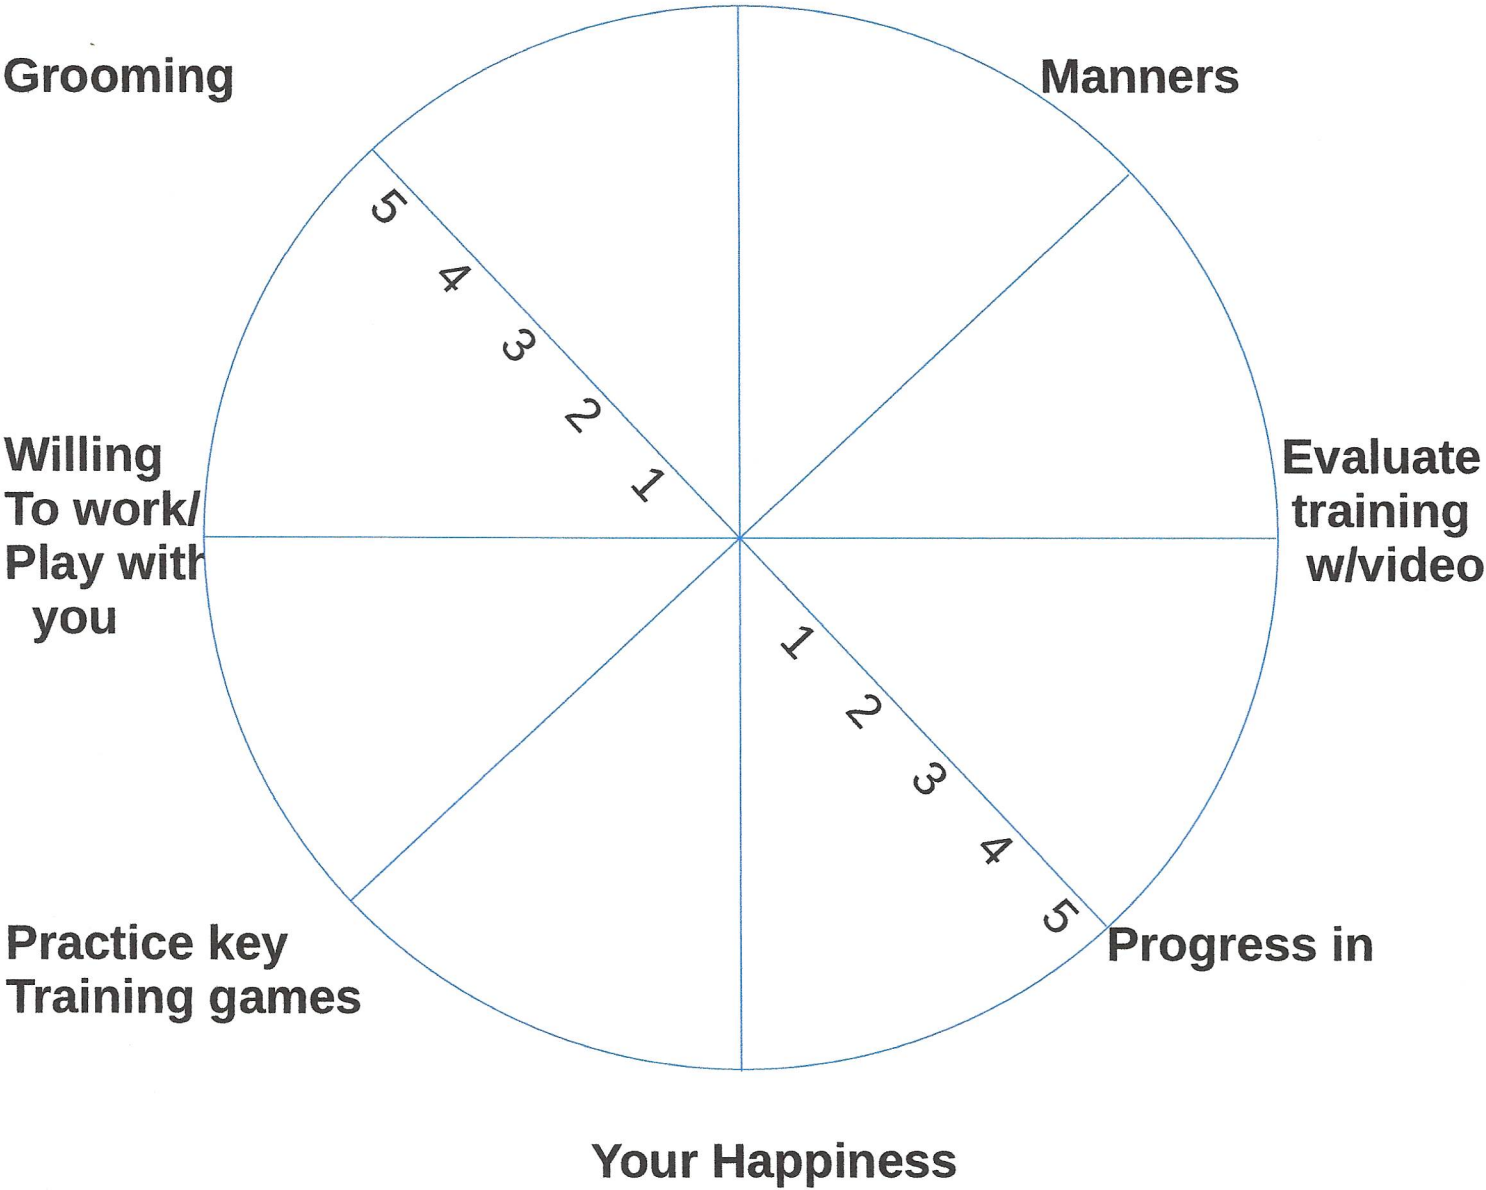 Grooming
Manners
5
4
3
2
1
Willing
To work/
Play with
you
Evaluate
training
w/video
1
2
3
4
5
Practice key
Training games
Progress in
Your Happiness